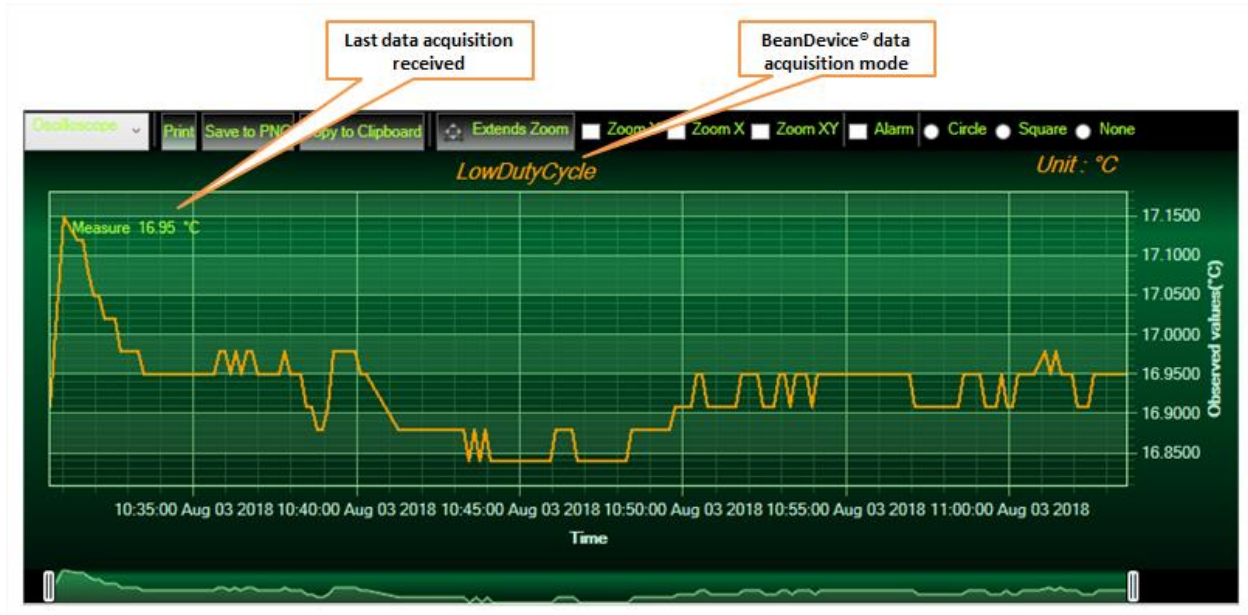 Last data acquisition
received
BeanDevice® data
acquisition mode
Oscilloscope Print Save to PNG Copy to Clipboard Extends Zoom Zoom Y Zoom X Zoom XY Alarm Circle Square None
LowDutyCycle
Unit : °C
Measure 16.95 °C
17.1500
17.1000
17.0500
17.0000
16.9500
16.9000
16.8500
Observed values(°C)
10:35:00 Aug 03 2018 10:40:00 Aug 03 2018 10:45:00 Aug 03 2018 10:50:00 Aug 03 2018 10:55:00 Aug 03 2018 11:00:00 Aug 03 2018
Time